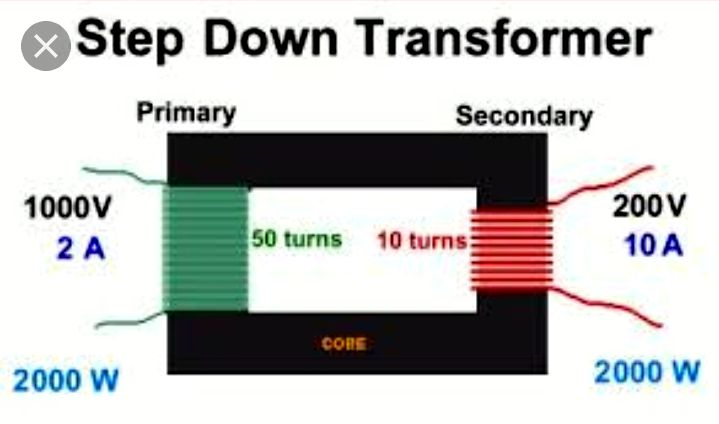 Step Down Transformer
Primary
Secondary
1000V
2 A
50 turns
10 turns
200V
10 A
CORE
2000 W
2000 W